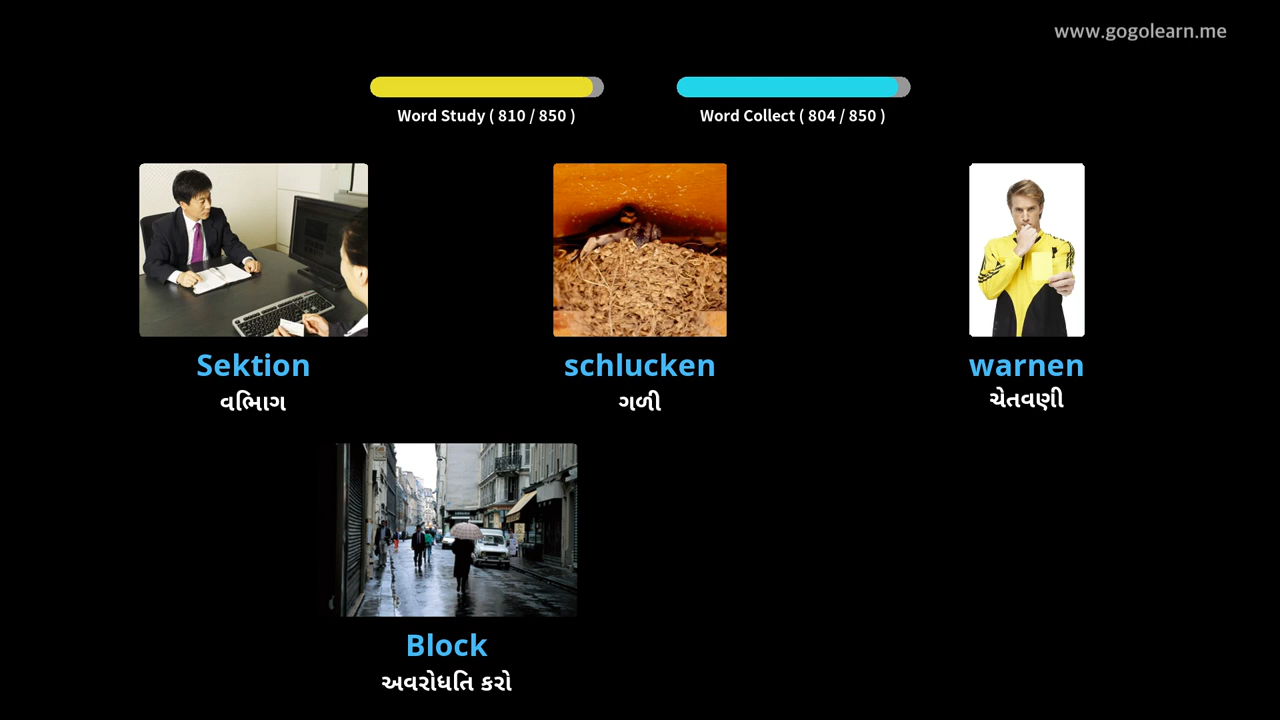 www.gogolearn.me
Word Study ( 810 / 850 )
Word Collect ( 804 / 850 )
Sektion
વિભાગ
schlucken
ગળી
warnen
ચેતવણી
Block
અવરોધિત કરો